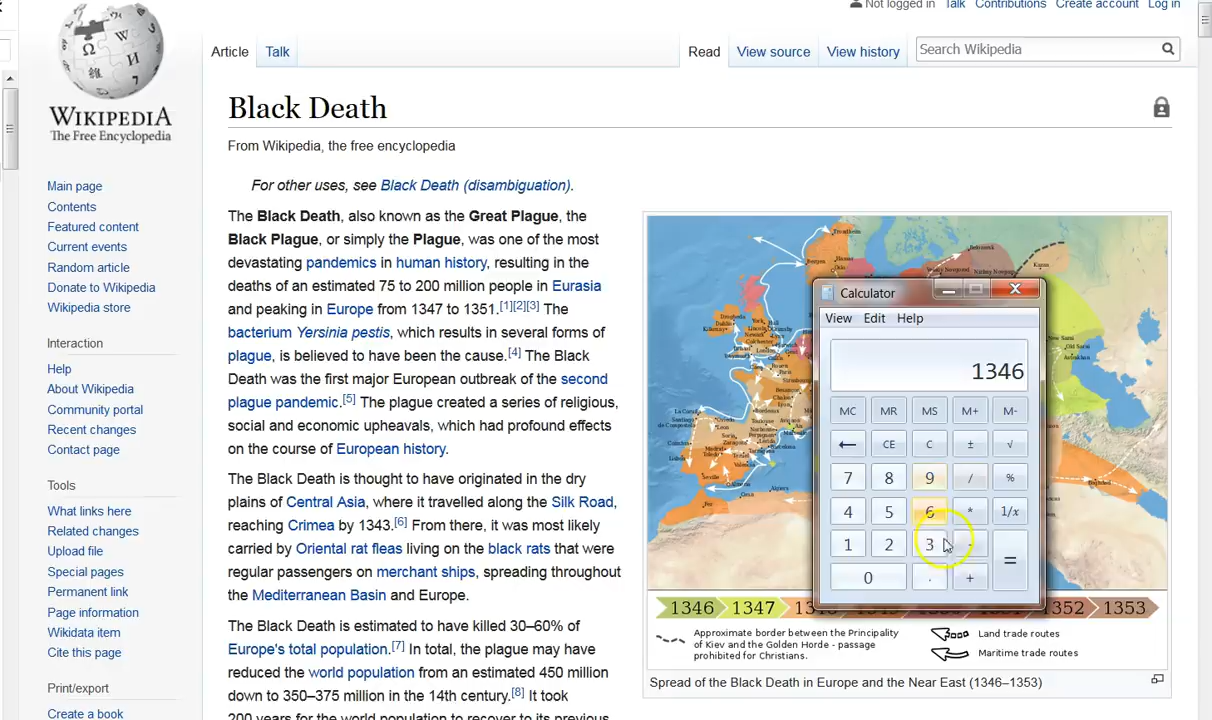 Not logged in Talk Contributions Create account Log in
Article Talk Read View source View history Search Wikipedia
WIKIPEDIA
The Free Encyclopedia
Main page
Contents
Featured content
Current events
Random article
Donate to Wikipedia
Wikipedia store
Interaction
Help
About Wikipedia
Community portal
Recent changes
Contact page
Tools
What links here
Related changes
Upload file
Special pages
Permanent link
Page information
Wikidata item
Cite this page
Print/export
Create a book
Black Death
From Wikipedia, the free encyclopedia
For other uses, see Black Death (disambiguation).
The Black Death, also known as the Great Plague, the
Black Plague, or simply the Plague, was one of the most
devastating pandemics in human history, resulting in the
deaths of an estimated 75 to 200 million people in Eurasia
and peaking in Europe from 1347 to 1351.[1][2][3] The
bacterium Yersinia pestis, which results in several forms of
plague, is believed to have been the cause.[4] The Black
Death was the first major European outbreak of the second
plague pandemic.[5] The plague created a series of religious,
social and economic upheavals, which had profound effects
on the course of European history.
The Black Death is thought to have originated in the dry
plains of Central Asia, where it travelled along the Silk Road,
reaching Crimea by 1343.[6] From there, it was most likely
carried by Oriental rat fleas living on the black rats that were
regular passengers on merchant ships, spreading throughout
the Mediterranean Basin and Europe.
The Black Death is estimated to have killed 30–60% of
Europe's total population.[7] In total, the plague may have
reduced the world population from an estimated 450 million
down to 350–375 million in the 14th century.[8] It took
200 years for the world population to recover to its previous
Calculator
View Edit Help
1346
MC MR MS M+ M-
← CE C ± √
7 8 9 / %
4 5 6 * 1/x
1 2 3 - =
0 . +
1346 1347 1352 1353
Approximate border between the Principality
of Kiev and the Golden Horde - passage
prohibited for Christians.
Land trade routes
Maritime trade routes
Spread of the Black Death in Europe and the Near East (1346–1353)